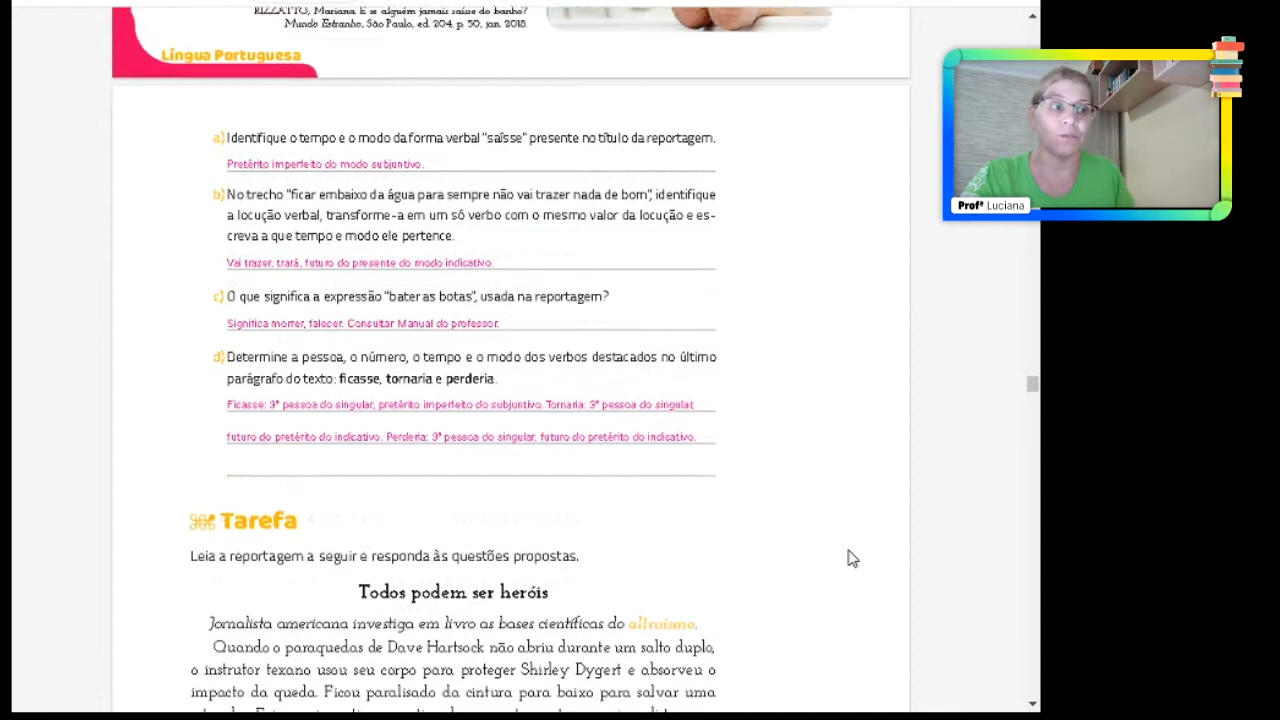 RIZZATTO, Mariana. E se alguém jamais saísse do banho?
Mundo Estranho, São Paulo, ed. 204, p. 50, jan. 2018.
Língua Portuguesa
a) Identifique o tempo e o modo da forma verbal "saísse" presente no título da reportagem.
Pretérito imperfeito do modo subjuntivo.
b) No trecho "ficar embaixo da água para sempre não vai trazer nada de bom", identifique
a locução verbal, transforme-a em um só verbo com o mesmo valor da locução e es-
creva a que tempo e modo ele pertence.
Vai trazer, trará, futuro do presente do modo indicativo.
c) O que significa a expressão "bater as botas", usada na reportagem?
Significa morrer, falecer. Consultar Manual do professor.
d) Determine a pessoa, o número, o tempo e o modo dos verbos destacados no último
parágrafo do texto: ficasse, tornaria e perderia.
Ficasse: 3ª pessoa do singular, pretérito imperfeito do subjuntivo. Tornaria: 3ª pessoa do singular,
futuro do pretérito do indicativo. Perderia: 3ª pessoa do singular, futuro do pretérito do indicativo.
Tarefa
Leia a reportagem a seguir e responda às questões propostas.
Todos podem ser heróis
Jornalista americana investiga em livro as bases científicas do altruísmo.
Quando o paraquedas de Dave Hartsock não abriu durante um salto duplo,
o instrutor texano usou seu corpo para proteger Shirley Dygert e absorveu o
impacto da queda. Ficou paralisado da cintura para baixo para salvar uma
Profª Luciana